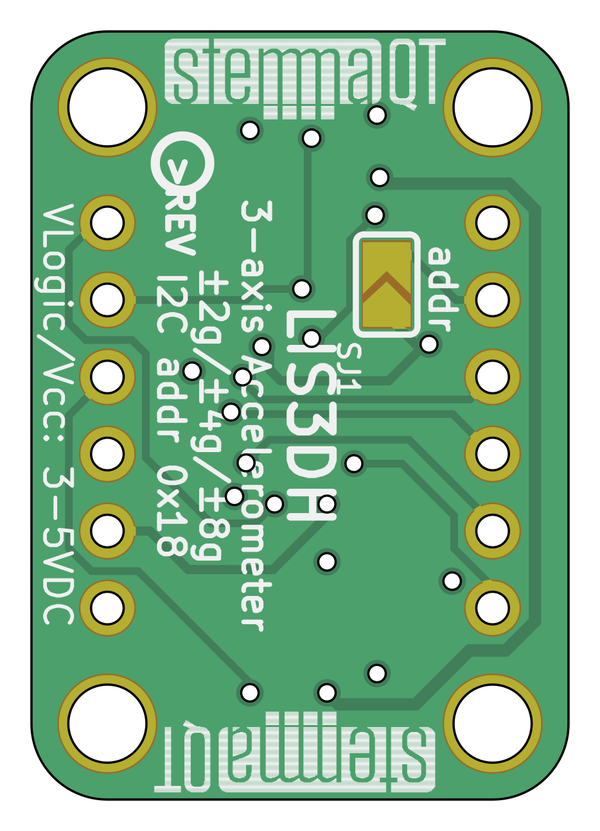 stemmaQT
>REV
addr
SJ1
LIS3DH
3-axis Accelerometer
±2g/±4g/±8g
I2C addr 0x18
VLogic/Vcc: 3-5VDC
stemmaQT